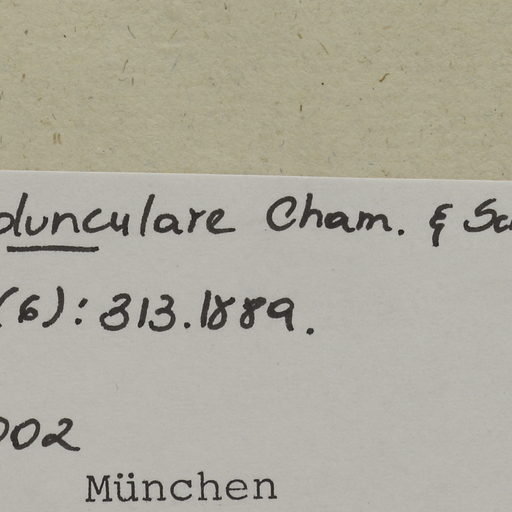 dunculare Cham. & Sc
(6): 313. 1889.
002
München